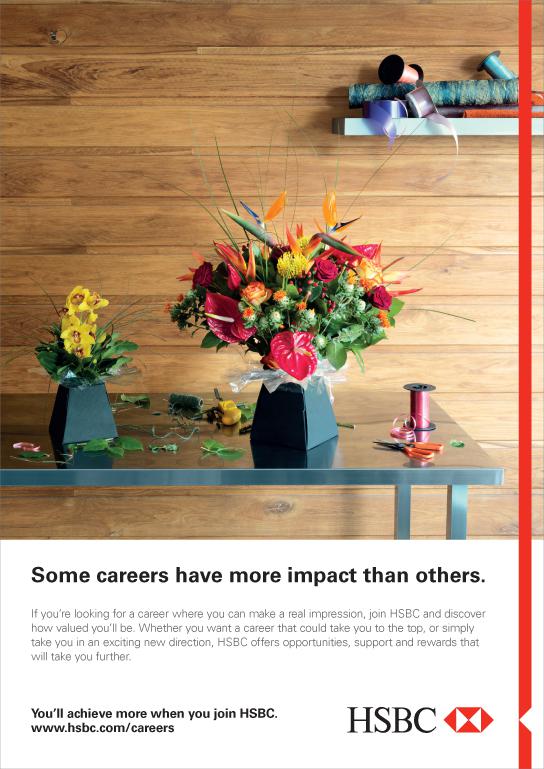 Some careers have more impact than others.
If you're looking for a career where you can make a real impression, join HSBC and discover
how valued you'll be. Whether you want a career that could take you to the top, or simply
take you in an exciting new direction, HSBC offers opportunities, support and rewards that
will take you further.
You'll achieve more when you join HSBC.
www.hsbc.com/careers
HSBC